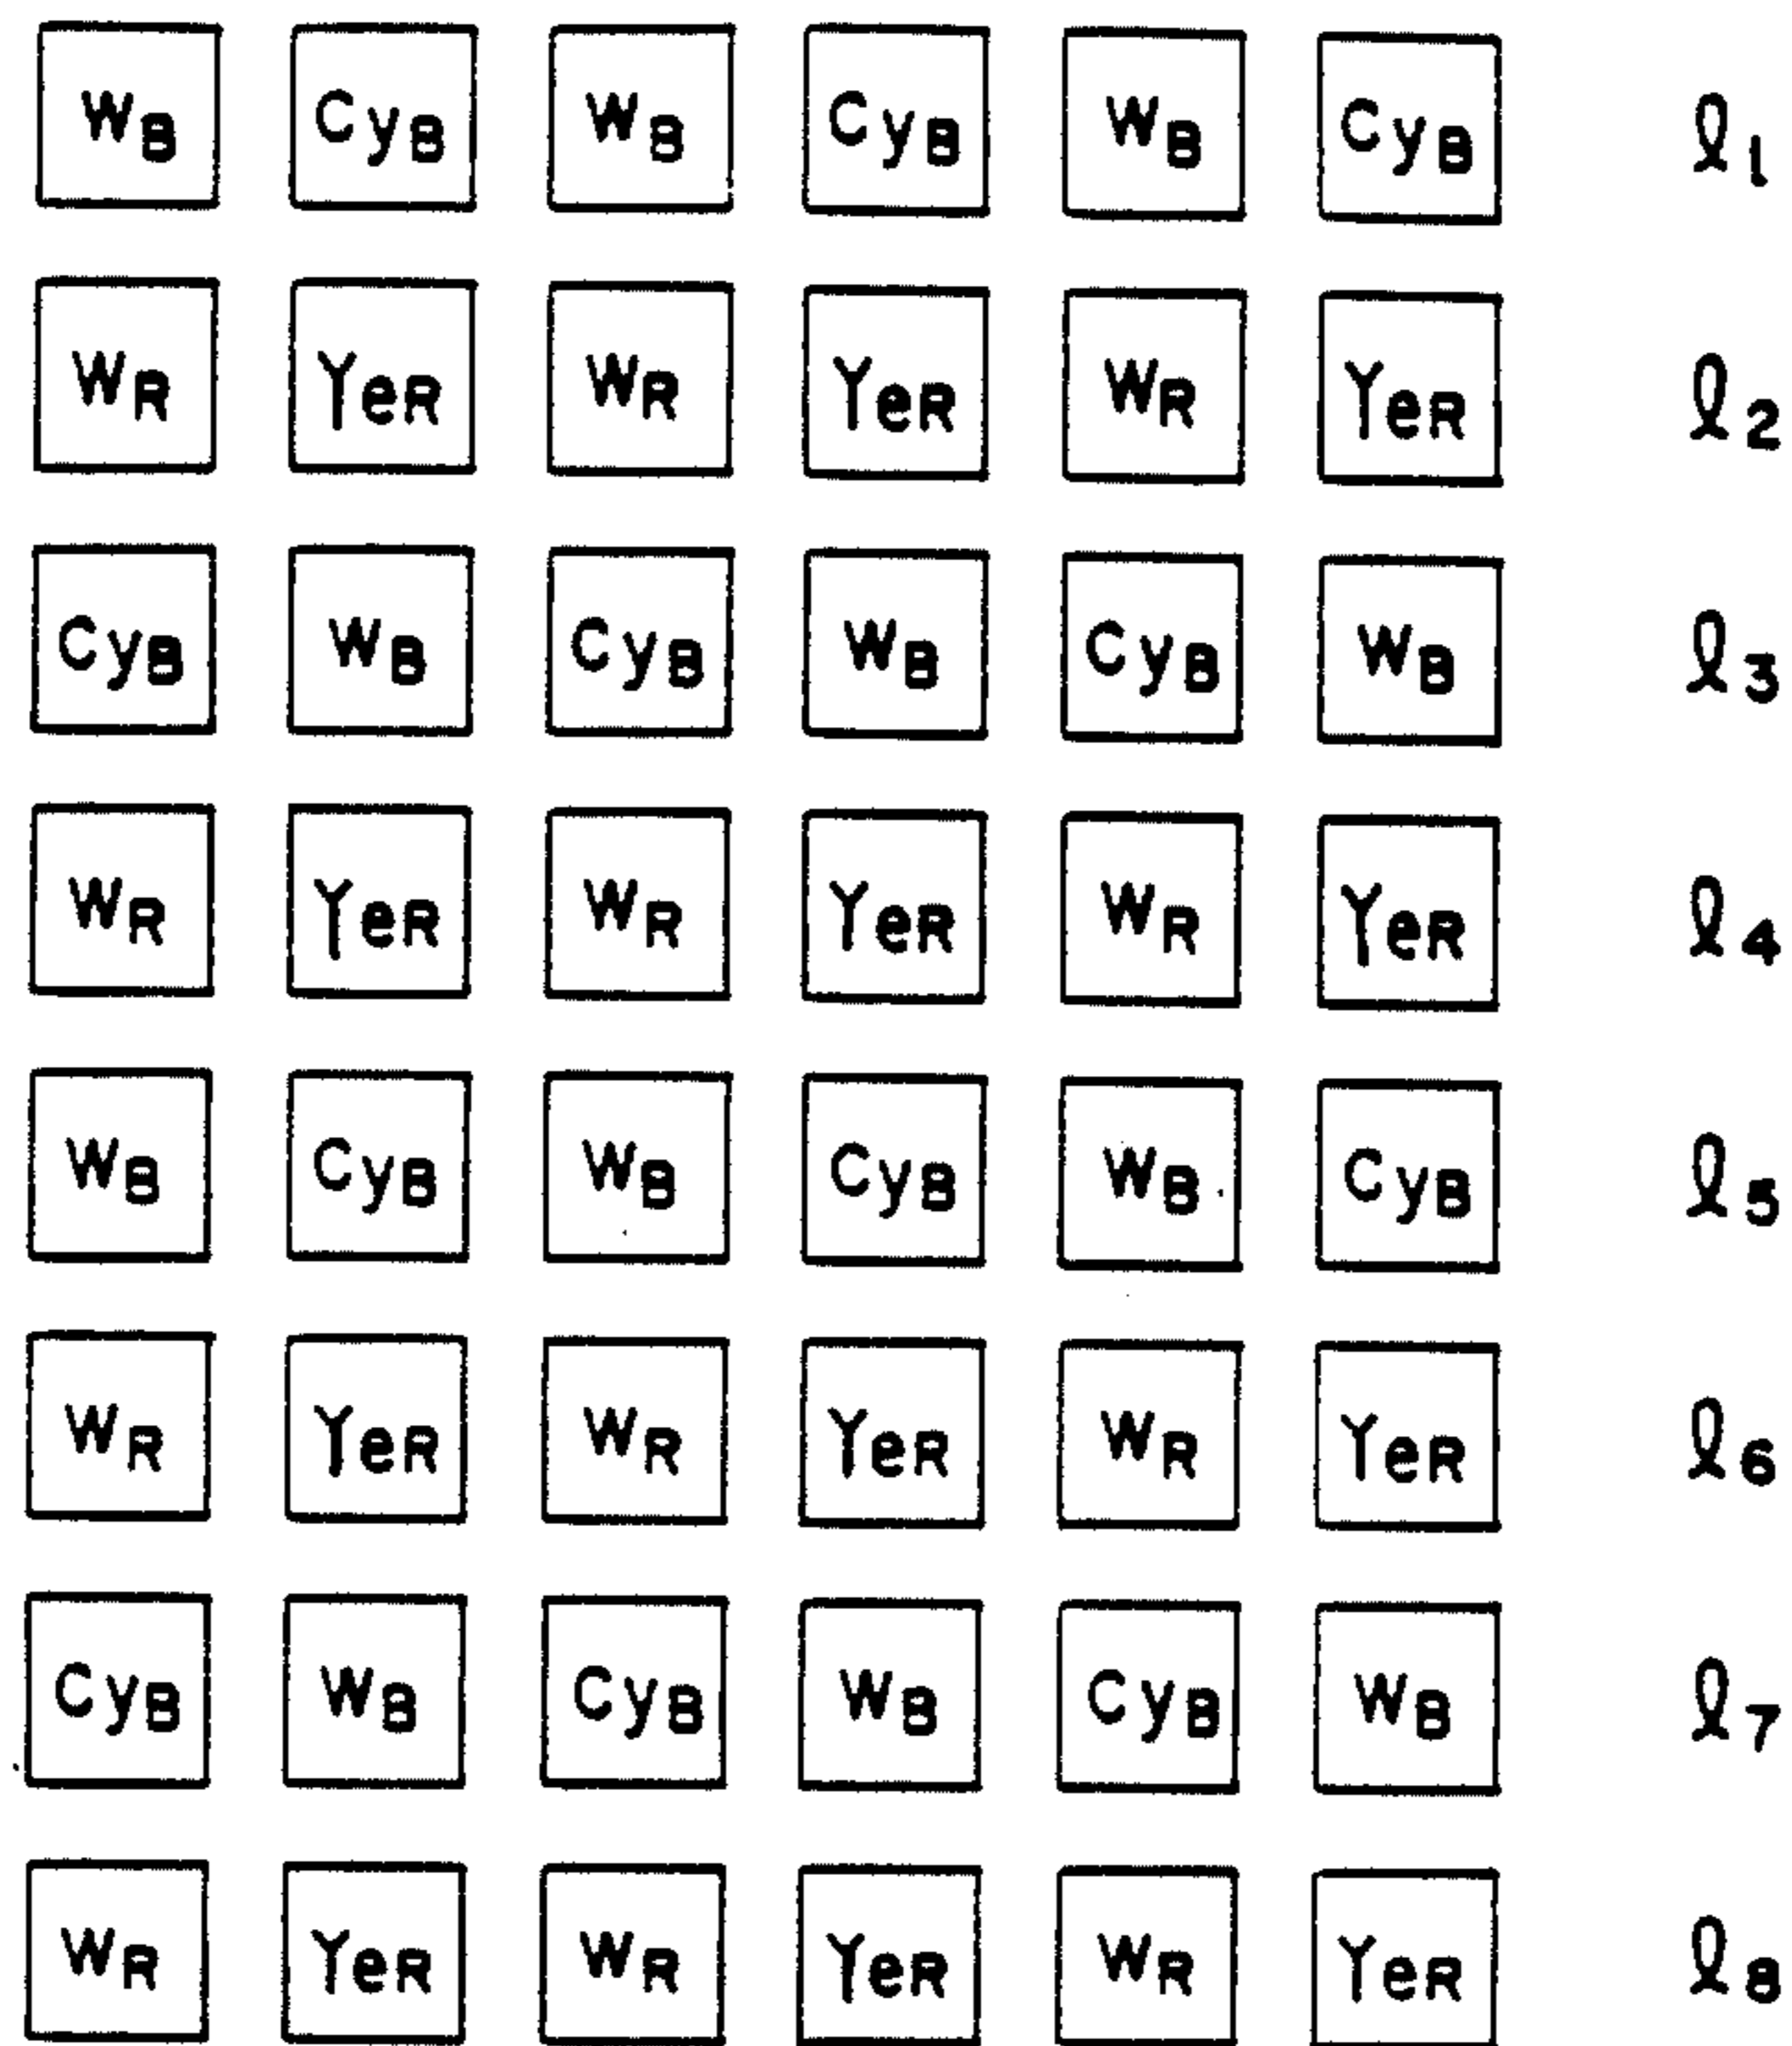 WB CyB WB CyB WB CyB ℓ1
WR YeR WR YeR WR YeR ℓ2
CyB WB CyB WB CyB WB ℓ3
WR YeR WR YeR WR YeR ℓ4
WB CyB WB CyB WB CyB ℓ5
WR YeR WR YeR WR YeR ℓ6
CyB WB CyB WB CyB WB ℓ7
WR YeR WR YeR WR YeR ℓ8